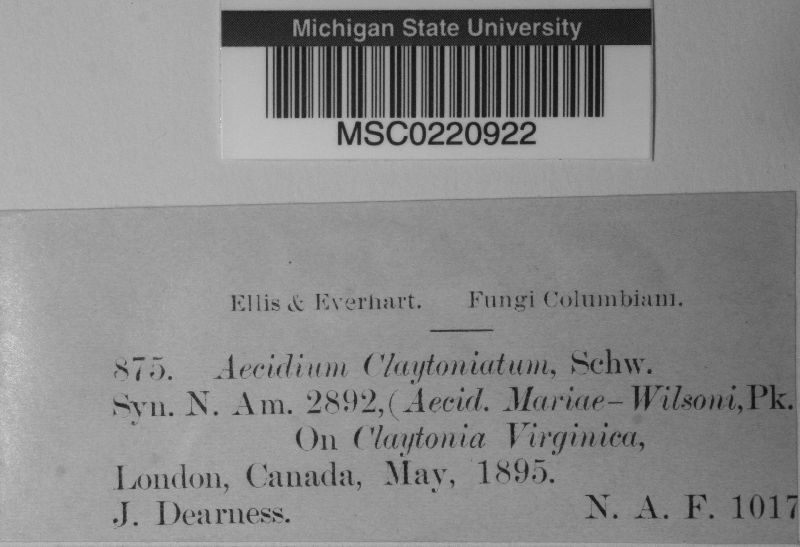 Michigan State University
MSC0220922
Ellis & Everhart. Fungi Columbiani.
875. Aecidium Claytoniatum, Schw.
Syn. N. Am. 2892, (Aecid. Mariae-Wilsoni, Pk.
On Claytonia Virginica,
London, Canada, May, 1895.
J. Dearness. N. A. F. 1017